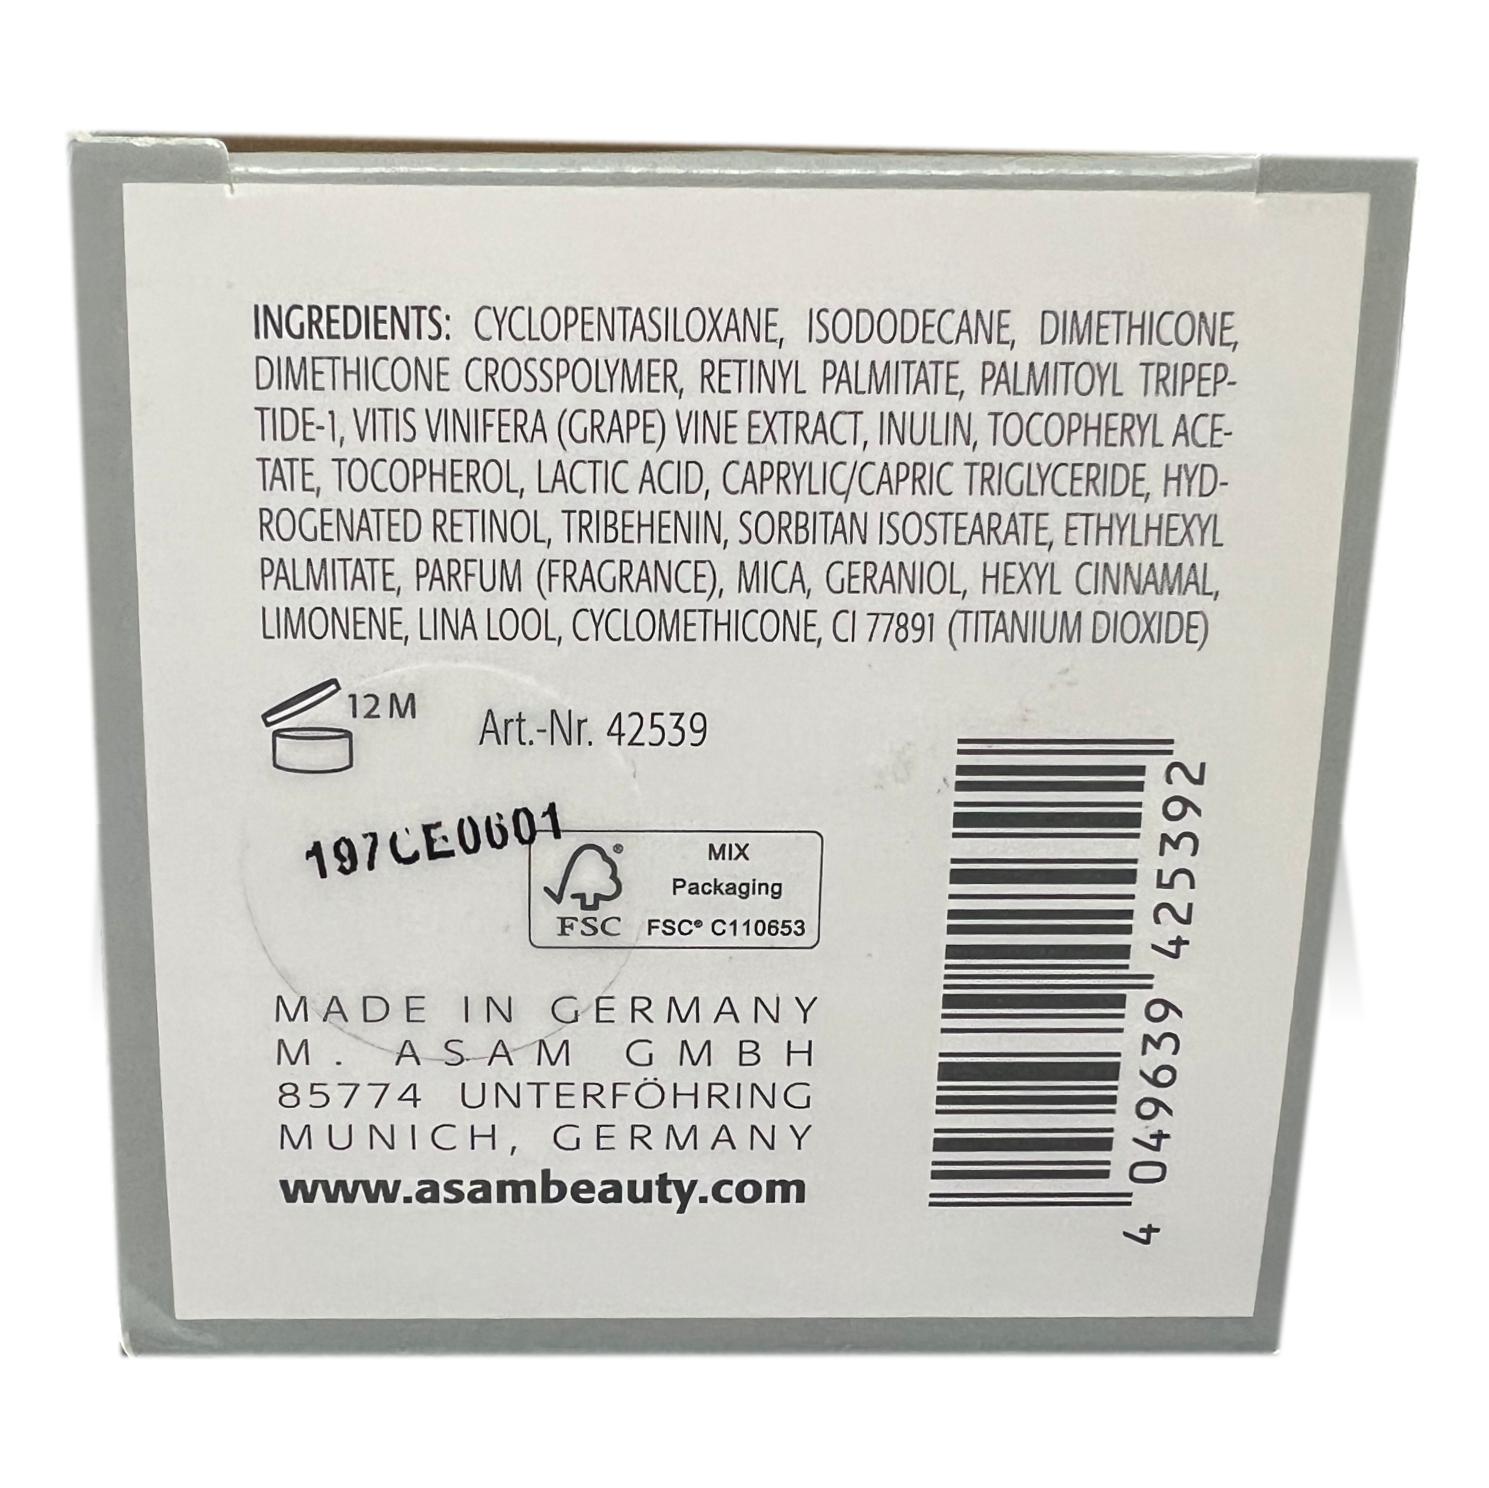 INGREDIENTS: CYCLOPENTASILOXANE, ISODODECANE, DIMETHICONE,
DIMETHICONE CROSSPOLYMER, RETINYL PALMITATE, PALMITOYL TRIPEP-
TIDE-1, VITIS VINIFERA (GRAPE) VINE EXTRACT, INULIN, TOCOPHERYL ACE-
TATE, TOCOPHEROL, LACTIC ACID, CAPRYLIC/CAPRIC TRIGLYCERIDE, HYD-
ROGENATED RETINOL, TRIBEHENIN, SORBITAN ISOSTEARATE, ETHYLHEXYL
PALMITATE, PARFUM (FRAGRANCE), MICA, GERANIOL, HEXYL CINNAMAL,
LIMONENE, LINA LOOL, CYCLOMETHICONE, CI 77891 (TITANIUM DIOXIDE)
12 M
Art.-Nr. 42539
197CE0601
MIX
Packaging
FSC® C110653
FSC
MADE IN GERMANY
M. ASAM GMBH
85774 UNTERFÖHRING
MUNICH, GERMANY
www.asambeauty.com
4 049639 425392